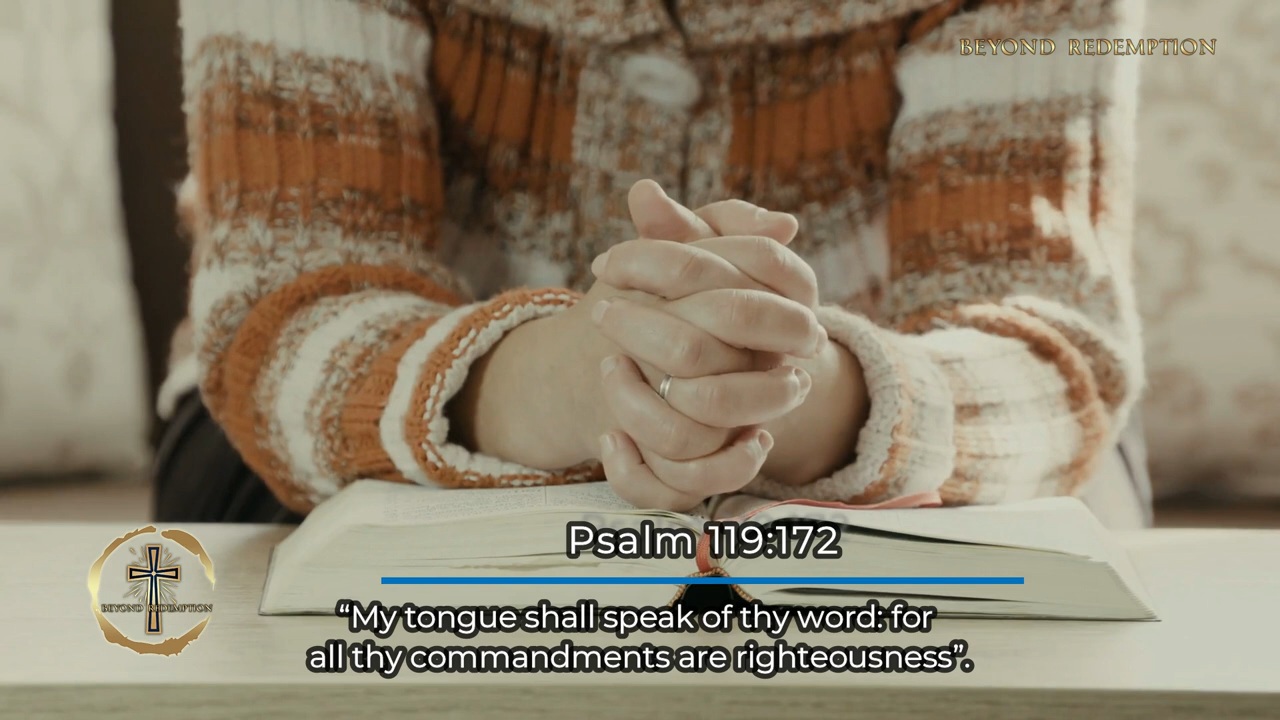 BEYOND REDEMPTION
Psalm 119:172
BEYOND REDEMPTION
“My tongue shall speak of thy word: for
all thy commandments are righteousness”.